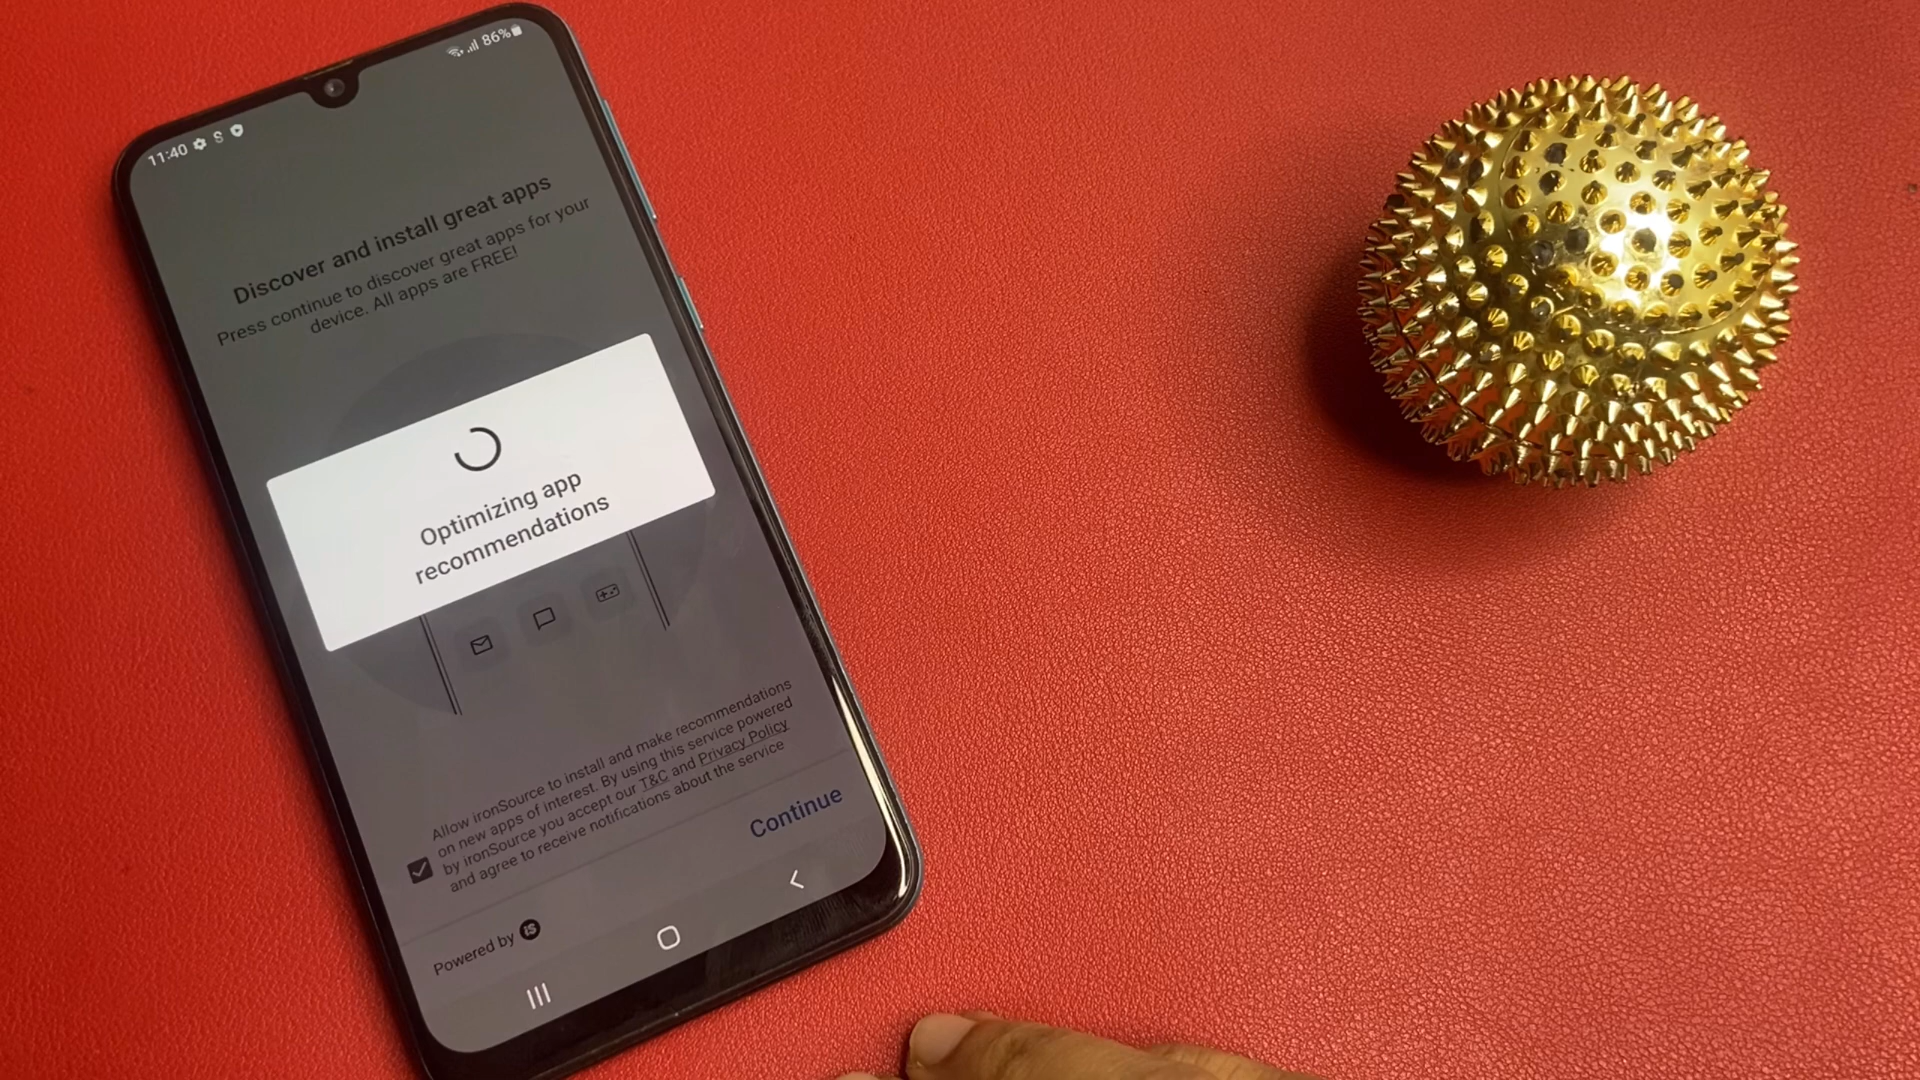 11:40
86%
Discover and install great apps
Press continue to discover great apps for your
device. All apps are FREE!
Optimizing app
recommendations
Allow ironSource to install and make recommendations
on new apps of interest. By using this service powered
by ironSource you accept our T&C and Privacy Policy
and agree to receive notifications about the service
Continue
Powered by iS